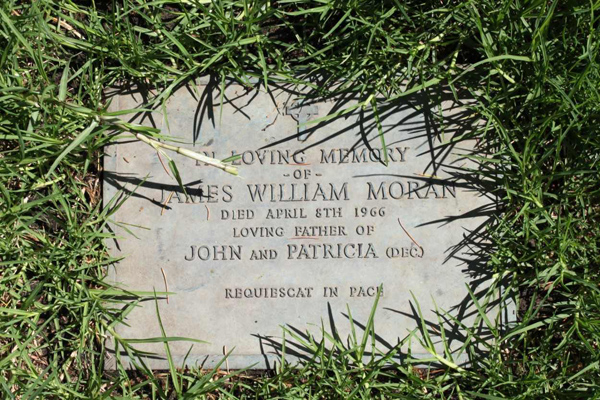 LOVING MEMORY
-OF-
JAMES WILLIAM MORAN
DIED APRIL 8TH 1966
LOVING FATHER OF
JOHN AND PATRICIA (DEC.)
REQUIESCAT IN PACE